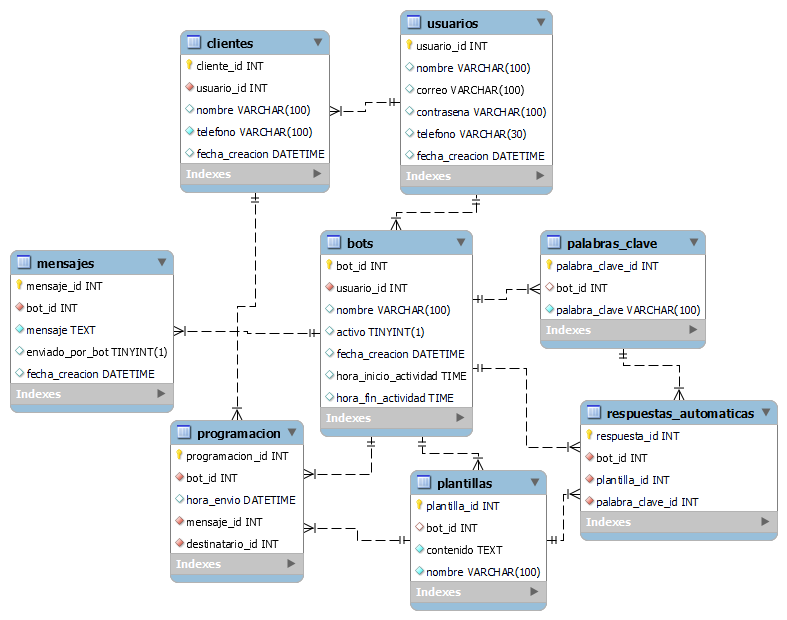 clientes
cliente_id INT
usuario_id INT
nombre VARCHAR(100)
telefono VARCHAR(100)
fecha_creacion DATETIME
Indexes
usuarios
usuario_id INT
nombre VARCHAR(100)
correo VARCHAR(100)
contrasena VARCHAR(100)
telefono VARCHAR(30)
fecha_creacion DATETIME
Indexes
mensajes
mensaje_id INT
bot_id INT
mensaje TEXT
enviado_por_bot TINYINT(1)
fecha_creacion DATETIME
Indexes
bots
bot_id INT
usuario_id INT
nombre VARCHAR(100)
activo TINYINT(1)
fecha_creacion DATETIME
hora_inicio_actividad TIME
hora_fin_actividad TIME
Indexes
palabras_clave
palabra_clave_id INT
bot_id INT
palabra_clave VARCHAR(100)
Indexes
programacion
programacion_id INT
bot_id INT
hora_envio DATETIME
mensaje_id INT
destinatario_id INT
Indexes
plantillas
plantilla_id INT
bot_id INT
contenido TEXT
nombre VARCHAR(100)
Indexes
respuestas_automaticas
respuesta_id INT
bot_id INT
plantilla_id INT
palabra_clave_id INT
Indexes